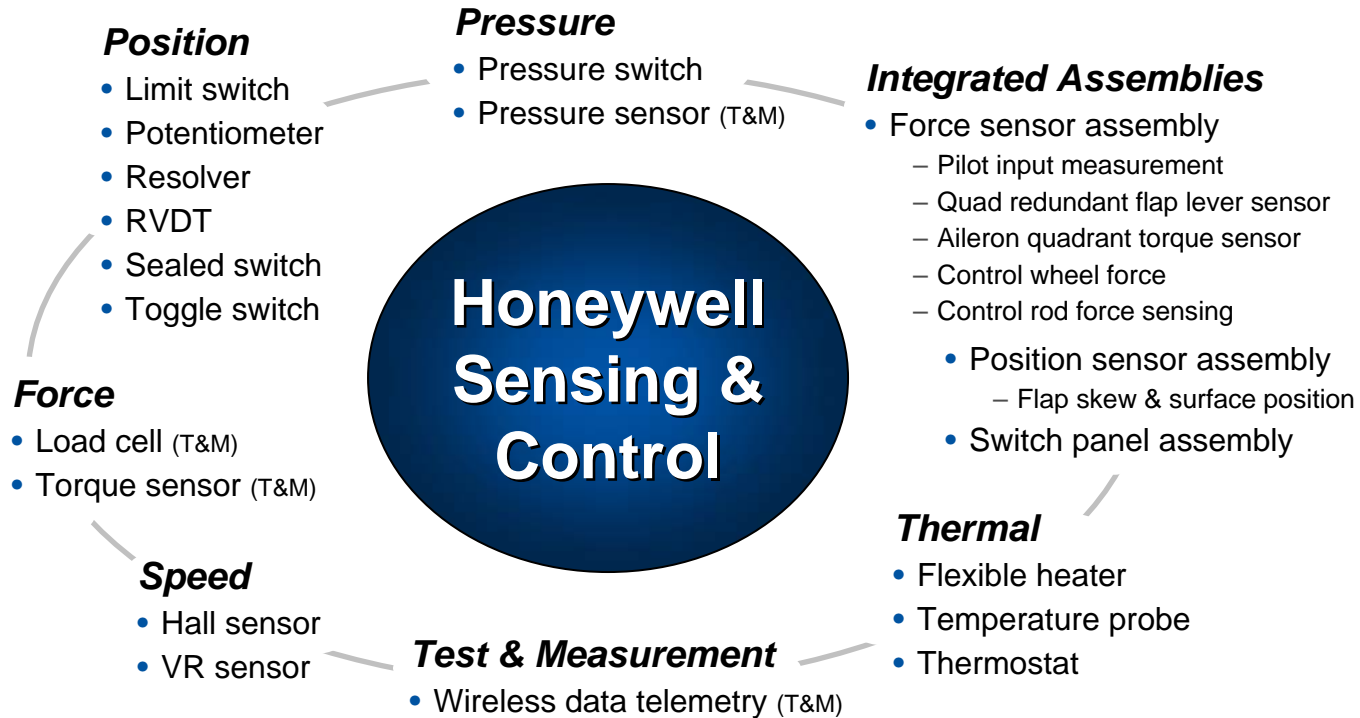 Position
• Limit switch
• Potentiometer
• Resolver
• RVDT
• Sealed switch
• Toggle switch
Pressure
• Pressure switch
• Pressure sensor (T&M)
Integrated Assemblies
• Force sensor assembly
– Pilot input measurement
– Quad redundant flap lever sensor
– Aileron quadrant torque sensor
– Control wheel force
– Control rod force sensing
• Position sensor assembly
– Flap skew & surface position
• Switch panel assembly
Honeywell
Sensing &
Control
Force
• Load cell (T&M)
• Torque sensor (T&M)
Speed
• Hall sensor
• VR sensor
Test & Measurement
• Wireless data telemetry (T&M)
Thermal
• Flexible heater
• Temperature probe
• Thermostat